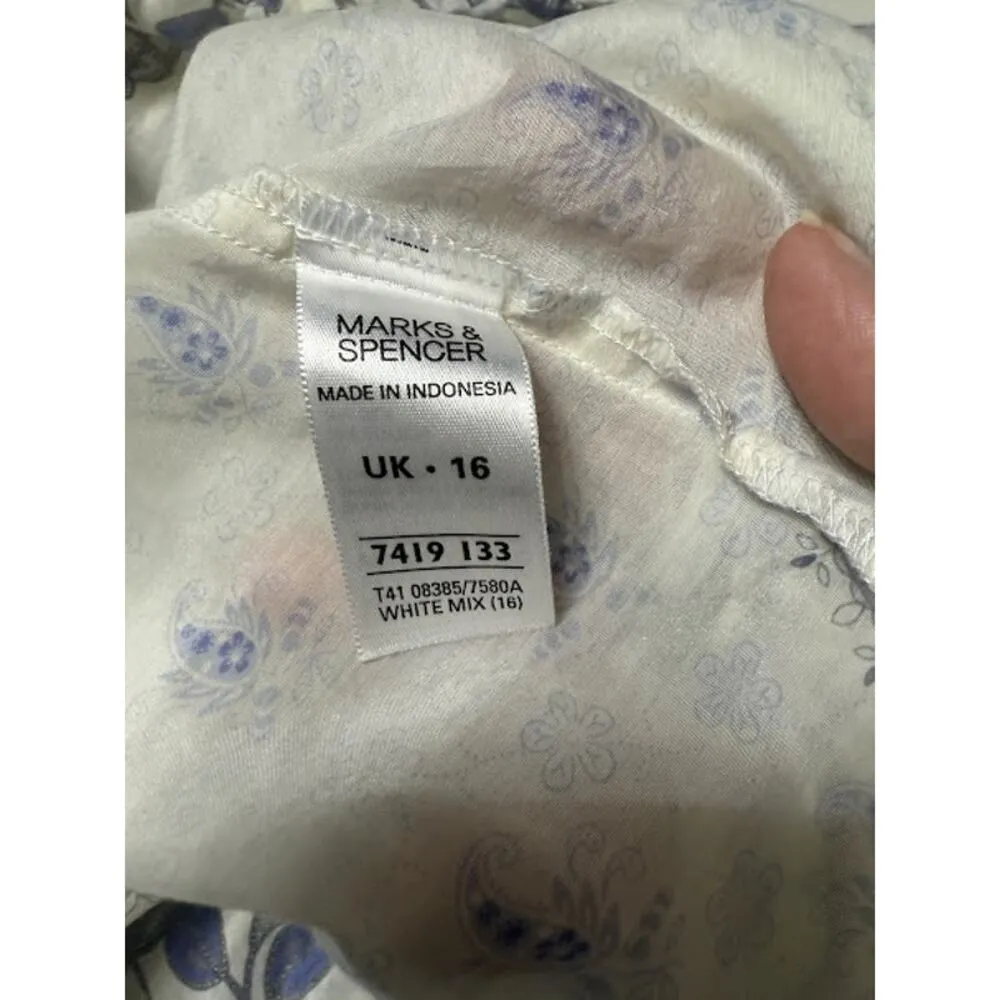 MARKS &
SPENCER
MADE IN INDONESIA
UK • 16
7419 133
T41 08385/7580A
WHITE MIX (16)